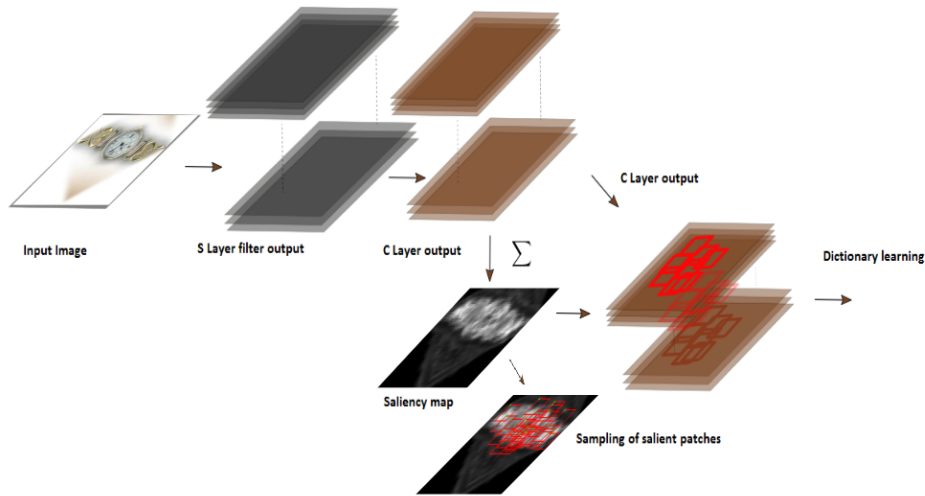 C Layer output
Input Image
S Layer filter output
C Layer output
∑
Dictionary learning
Saliency map
Sampling of salient patches